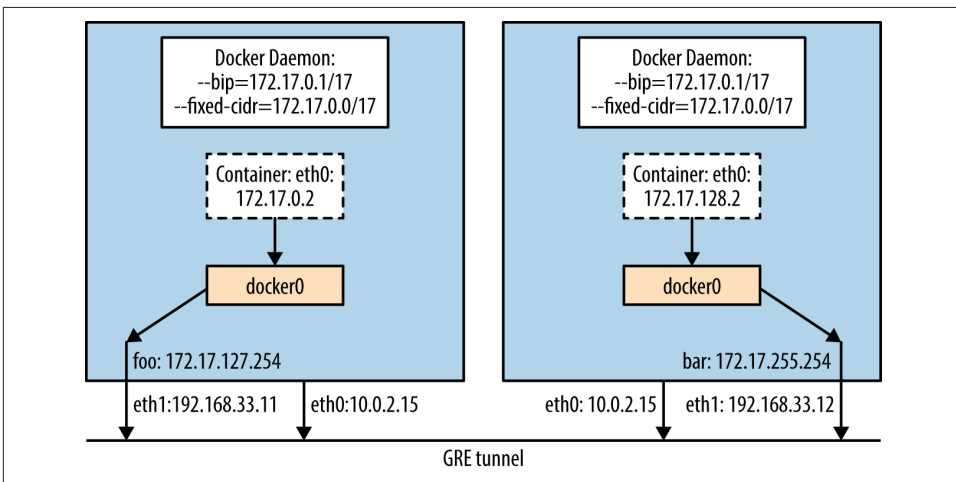 Docker Daemon:
--bip=172.17.0.1/17
--fixed-cidr=172.17.0.0/17
Container: eth0:
172.17.0.2
docker0
foo: 172.17.127.254
eth1:192.168.33.11
eth0:10.0.2.15
Docker Daemon:
--bip=172.17.0.1/17
--fixed-cidr=172.17.0.0/17
Container: eth0:
172.17.128.2
docker0
bar: 172.17.255.254
eth0: 10.0.2.15
eth1: 192.168.33.12
GRE tunnel